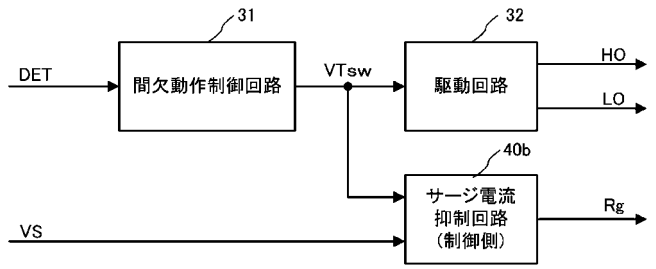 31
32
DET
間欠動作制御回路
VTsw
駆動回路
HO
LO
40b
サージ電流
抑制回路
(制御側)
Rg
VS